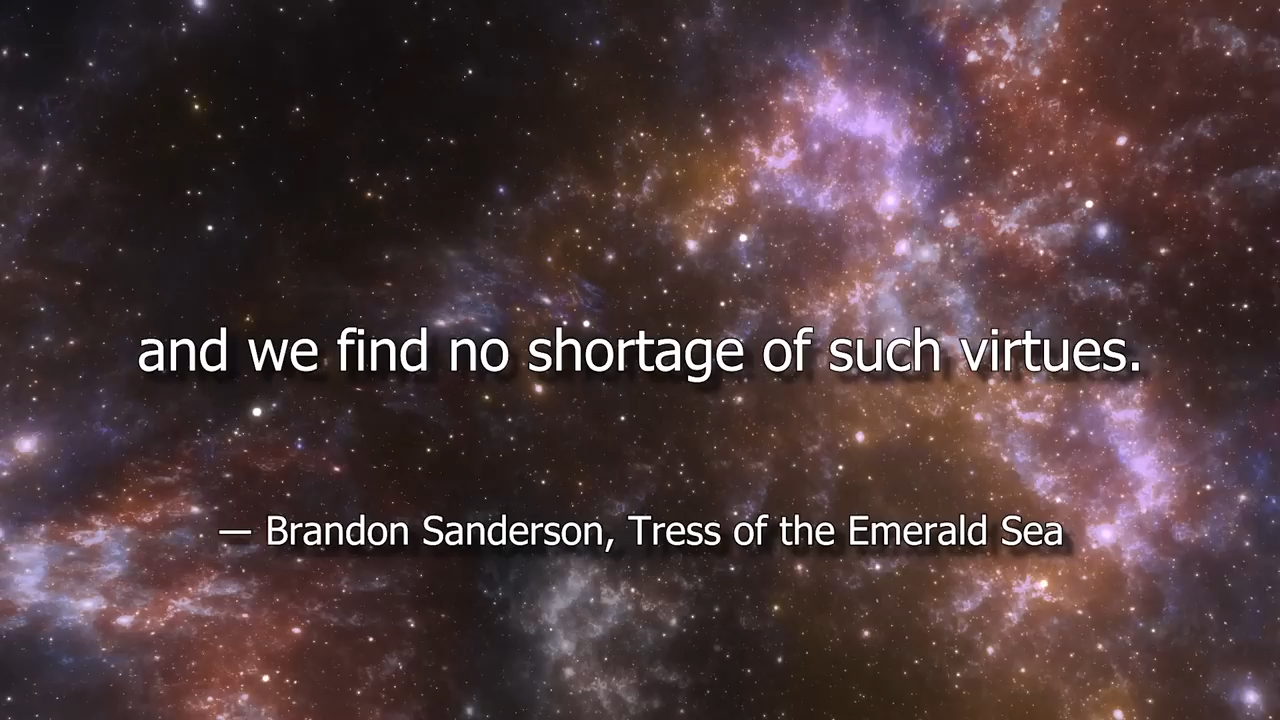 and we find no shortage of such virtues.
— Brandon Sanderson, Tress of the Emerald Sea